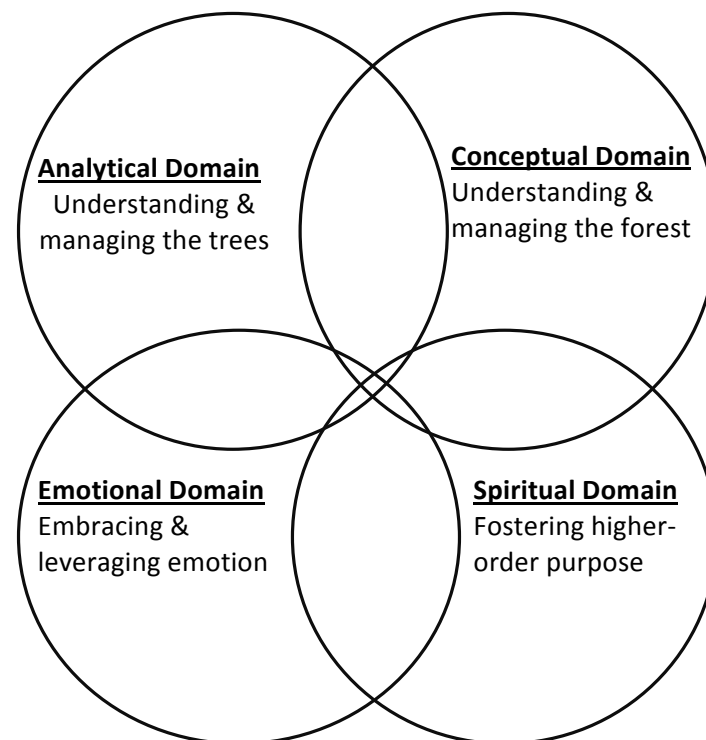 Analytical Domain
Understanding &
managing the trees
Conceptual Domain
Understanding &
managing the forest
Emotional Domain
Embracing &
leveraging emotion
Spiritual Domain
Fostering higher-
order purpose